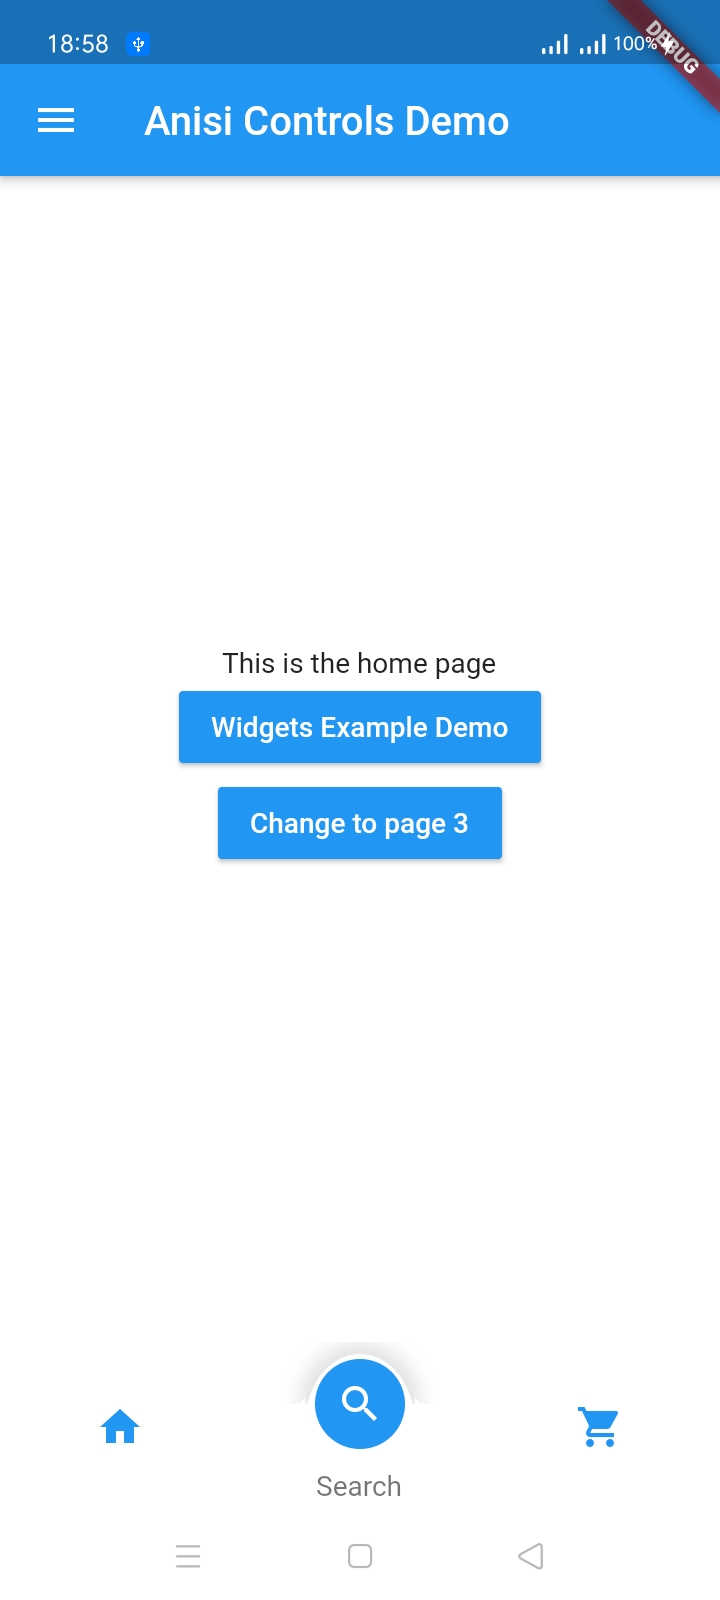 18:58
100%
DEBUG
Anisi Controls Demo
This is the home page
Widgets Example Demo
Change to page 3
Search